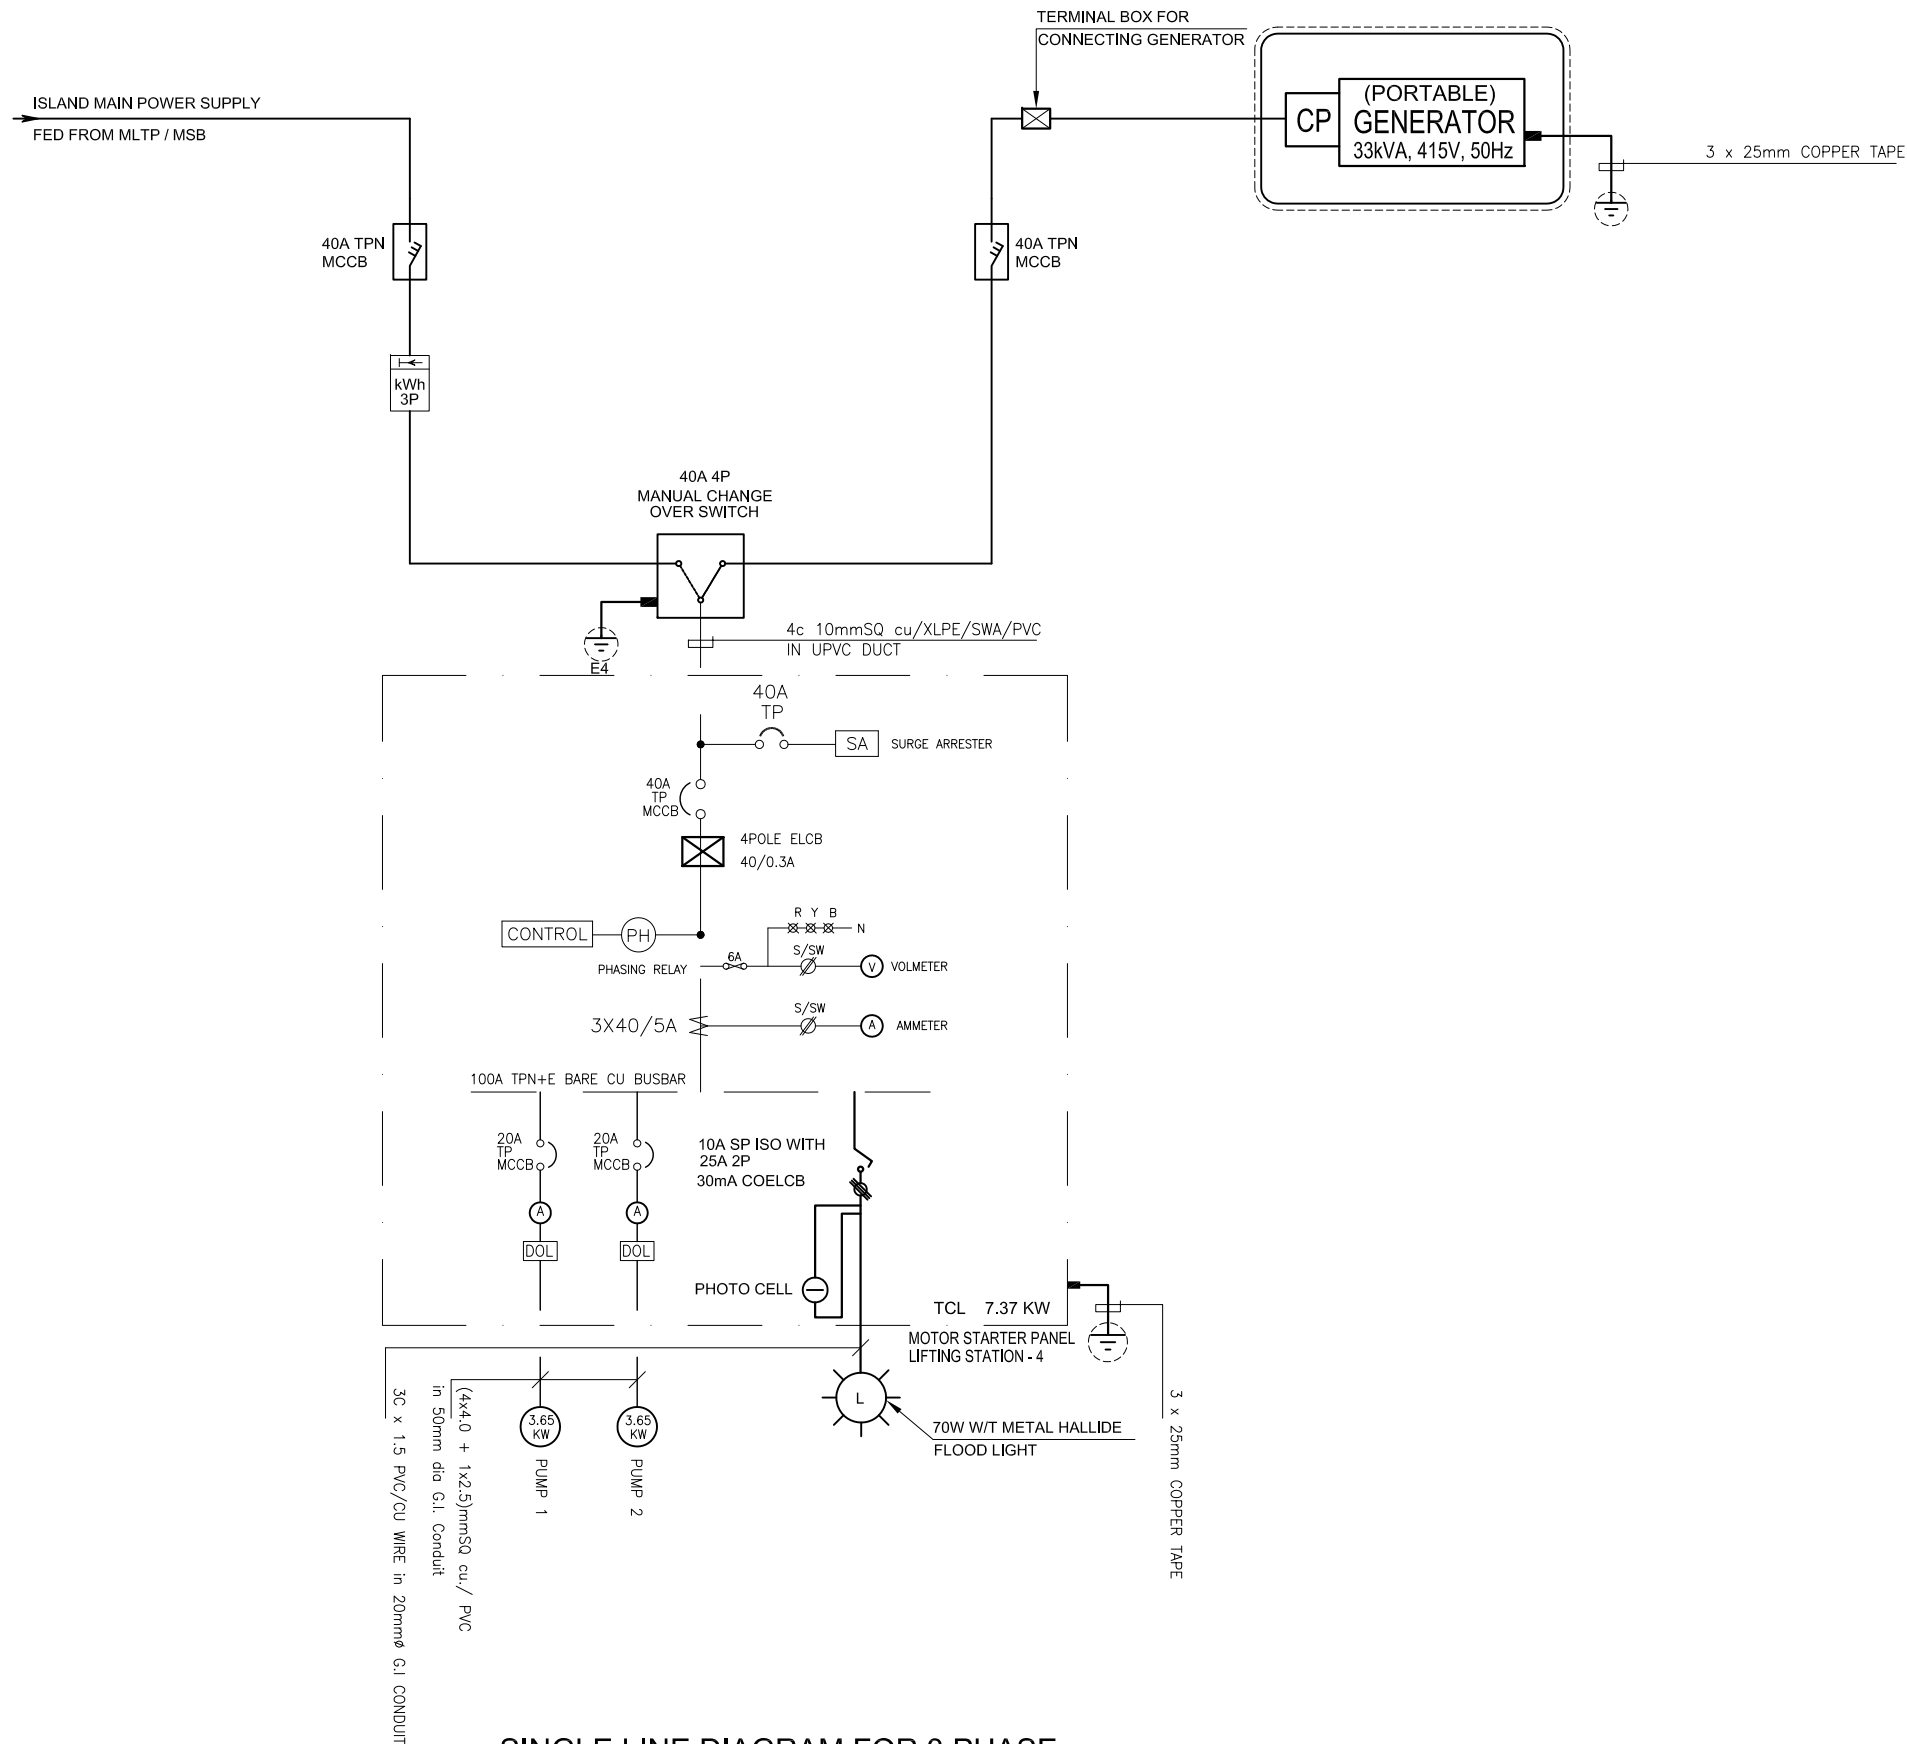 TERMINAL BOX FOR
CONNECTING GENERATOR
ISLAND MAIN POWER SUPPLY
FED FROM MLTP / MSB
CP
(PORTABLE)
GENERATOR
33kVA, 415V, 50Hz
3 x 25mm COPPER TAPE
40A TPN
MCCB
40A TPN
MCCB
kWh
3P
40A 4P
MANUAL CHANGE
OVER SWITCH
4c 10mmSQ cu/XLPE/SWA/PVC
IN UPVC DUCT
E4
40A
TP
SA
SURGE ARRESTER
40A
TP
MCCB
4POLE ELCB
40/0.3A
R Y B
N
CONTROL
PH
S/SW
6A
PHASING RELAY
V
VOLMETER
S/SW
3X40/5A
A
AMMETER
100A TPN+E BARE CU BUSBAR
20A
TP
MCCB
20A
TP
MCCB
10A SP ISO WITH
25A 2P
30mA COELCB
A
A
DOL
DOL
PHOTO CELL
TCL 7.37 KW
MOTOR STARTER PANEL
LIFTING STATION - 4
3C x 1.5 PVC/CU WIRE in 20mmø G.I CONDUIT
(4x4.0 + 1x2.5)mmSQ cu./ PVC
in 50mm dia G.I. Conduit
3.65
KW
3.65
KW
PUMP 1
PUMP 2
L
70W W/T METAL HALLIDE
FLOOD LIGHT
3 x 25mm COPPER TAPE
SINGLE LINE DIAGRAM FOR 3 PHASE